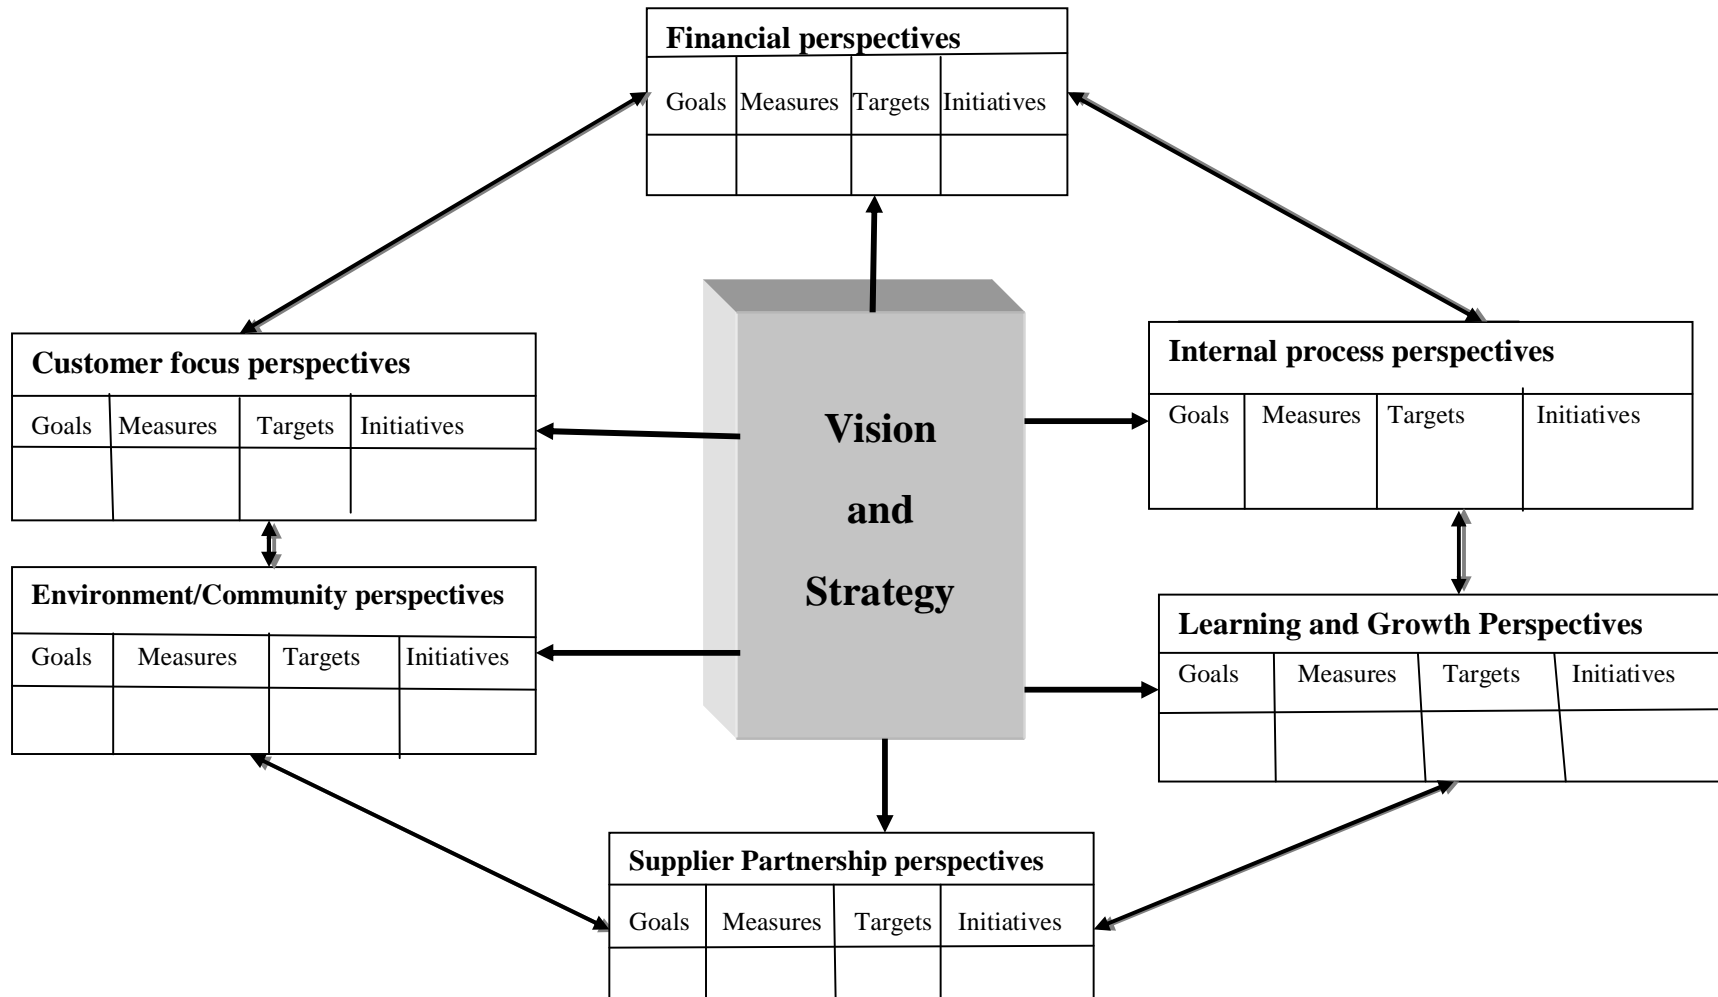 Financial perspectives
Goals Measures Targets Initiatives
Customer focus perspectives
Goals Measures Targets Initiatives
Internal process perspectives
Goals Measures Targets Initiatives
Vision
and
Strategy
Environment/Community perspectives
Goals Measures Targets Initiatives
Learning and Growth Perspectives
Goals Measures Targets Initiatives
Supplier Partnership perspectives
Goals Measures Targets Initiatives